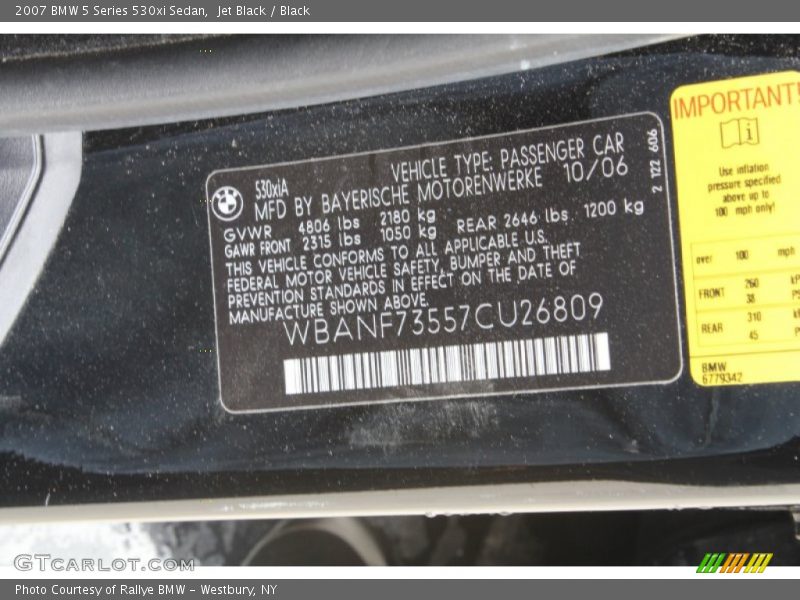 2007 BMW 5 Series 530xi Sedan, Jet Black / Black
530xiA
VEHICLE TYPE: PASSENGER CAR
MFD BY BAYERISCHE MOTORENWERKE 10/06
GVWR 4806 lbs 2180 kg
GAWR FRONT 2315 lbs 1050 kg REAR 2646 lbs. 1200 kg
THIS VEHICLE CONFORMS TO ALL APPLICABLE U.S.
FEDERAL MOTOR VEHICLE SAFETY, BUMPER AND THEFT
PREVENTION STANDARDS IN EFFECT ON THE DATE OF
MANUFACTURE SHOWN ABOVE.
WBANF73557CU26809
2 122 606
IMPORTANT
i
Use inflation
pressure specified
above up to
100 mph only!
over 100 mph
FRONT 260
38
REAR 310
45
BMW
6779342
GTCARLOT.COM
Photo Courtesy of Rallye BMW - Westbury, NY